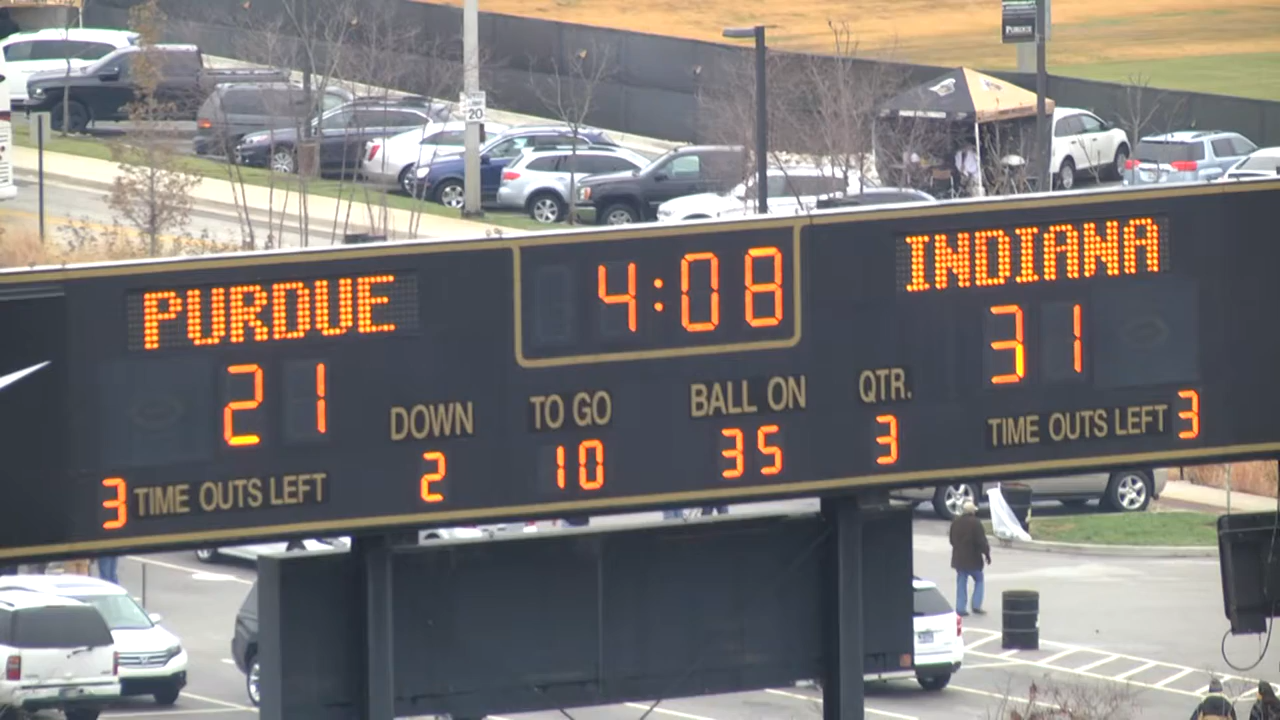 PURDUE
20
PURDUE
21
3 TIME OUTS LEFT
4:08
DOWN
2
TO GO
10
BALL ON
35
QTR.
3
INDIANA
31
TIME OUTS LEFT 3